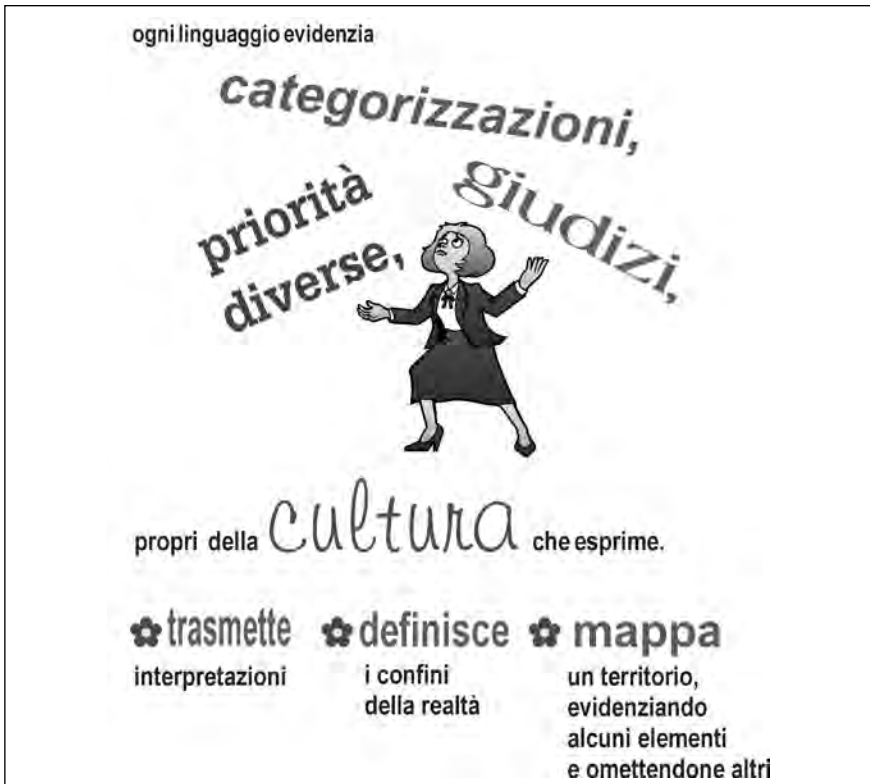 ogni linguaggio evidenzia
categorizzazioni,
priorità
diverse,
giudizi,
propri della cultura che esprime.
trasmette
interpretazioni
definisce
i confini
della realtà
mappa
un territorio,
evidenziando
alcuni elementi
e omettendone altri